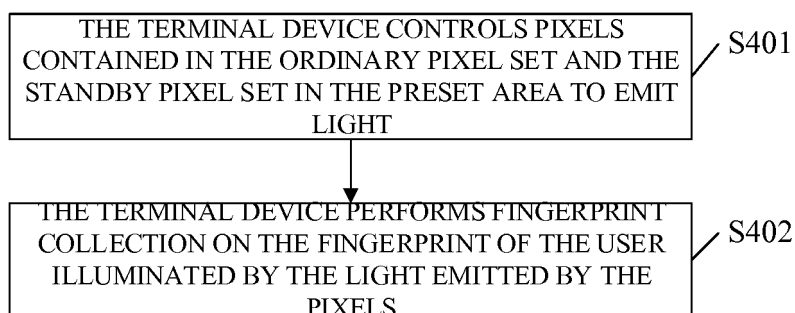 THE TERMINAL DEVICE CONTROLS PIXELS
CONTAINED IN THE ORDINARY PIXEL SET AND THE
STANDBY PIXEL SET IN THE PRESET AREA TO EMIT
LIGHT
S401
THE TERMINAL DEVICE PERFORMS FINGERPRINT
COLLECTION ON THE FINGERPRINT OF THE USER
ILLUMINATED BY THE LIGHT EMITTED BY THE
PIXELS
S402